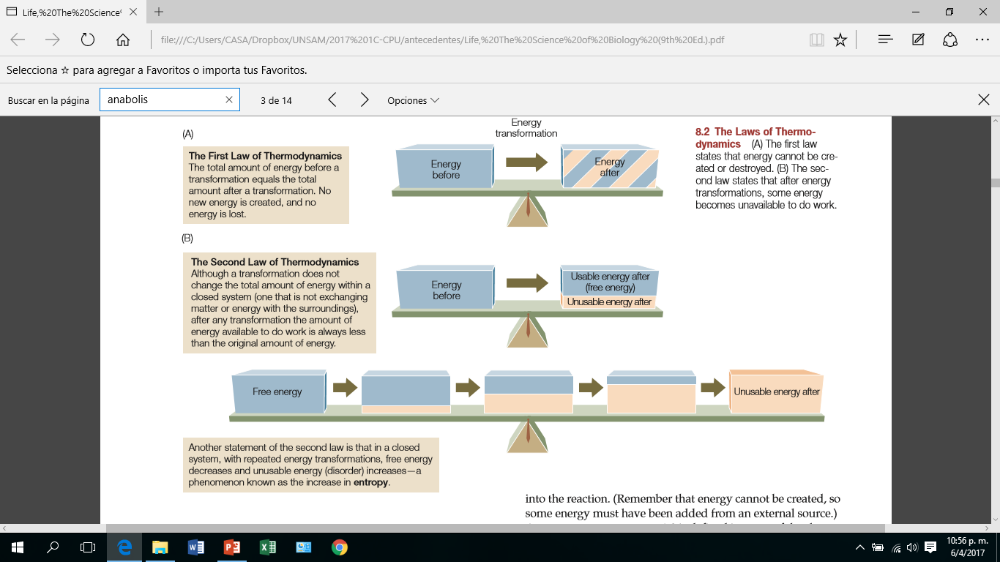 Life,%20The%20Science%
file:///C:/Users/CASA/Dropbox/UNSAM/2017%201C-CPU/antecedentes/Life,%20The%20Science%20of%20Biology%20(9th%20Ed.).pdf
Selecciona ☆ para agregar a Favoritos o importa tus Favoritos.
Buscar en la página
anabolis
3 de 14
Opciones
(A)
The First Law of Thermodynamics
The total amount of energy before a
transformation equals the total
amount after a transformation. No
new energy is created, and no
energy is lost.
Energy
transformation
Energy
before
Energy
after
8.2 The Laws of Thermo-
dynamics (A) The first law
states that energy cannot be cre-
ated or destroyed. (B) The sec-
ond law states that after energy
transformations, some energy
becomes unavailable to do work.
(B)
The Second Law of Thermodynamics
Although a transformation does not
change the total amount of energy within a
closed system (one that is not exchanging
matter or energy with the surroundings),
after any transformation the amount of
energy available to do work is always less
than the original amount of energy.
Energy
before
Usable energy after
(free energy)
Unusable energy after
Free energy
Unusable energy after
Another statement of the second law is that in a closed
system, with repeated energy transformations, free energy
decreases and unusable energy (disorder) increases—a
phenomenon known as the increase in entropy.
into the reaction. (Remember that energy cannot be created, so
some energy must have been added from an external source.)
10:56 p. m.
6/4/2017